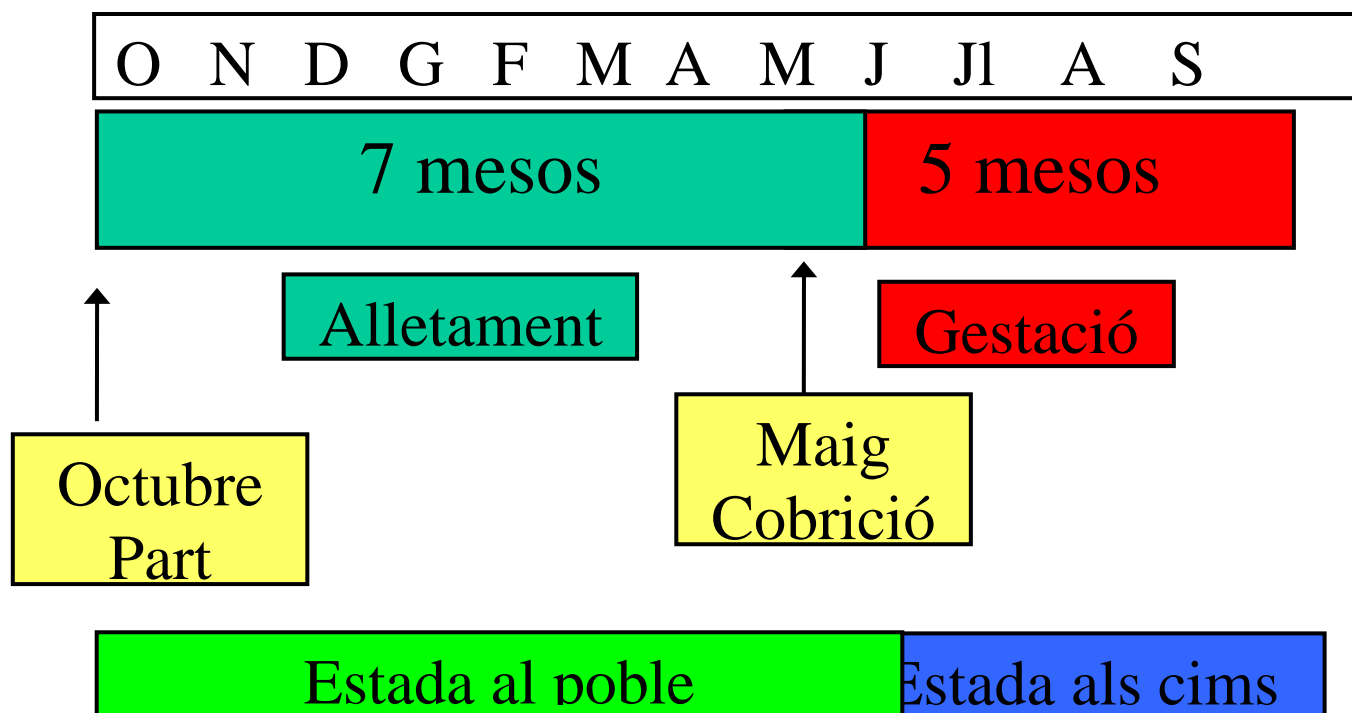 O N D G F M A M J Jl A S
7 mesos
5 mesos
Alletament
Gestació
Octubre
Part
Maig
Cobrició
Estada al poble
Estada als cims